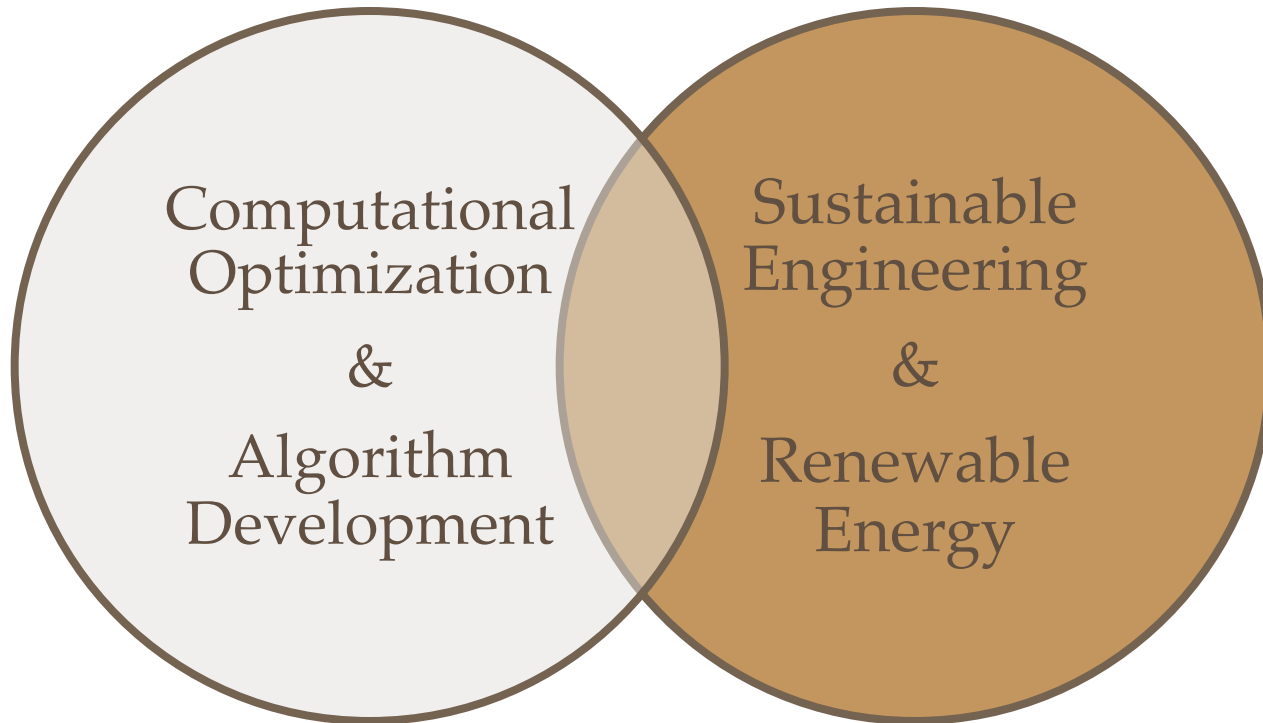 Computational
Optimization
&
Algorithm
Development
Sustainable
Engineering
&
Renewable
Energy